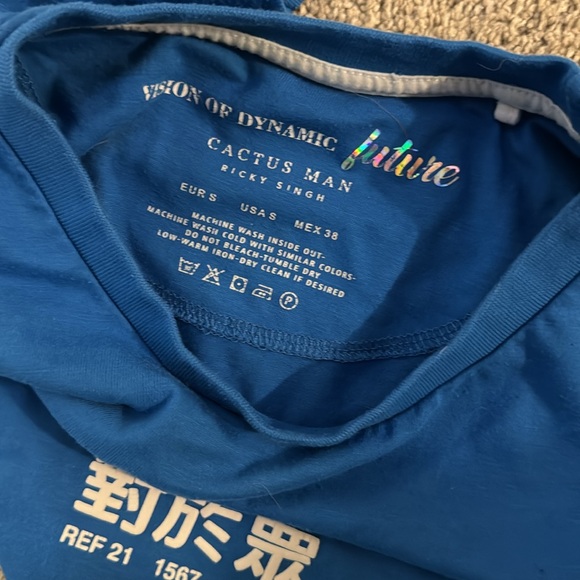 VISION OF DYNAMIC future
CACTUS MAN
RICKY SINGH
EUR S USA S MEX 38
MACHINE WASH INSIDE OUT-
MACHINE WASH COLD WITH SIMILAR COLORS-
DO NOT BLEACH-TUMBLE DRY
LOW-WARM IRON-DRY CLEAN IF DESIRED
P
對於眾
REF 21 1567